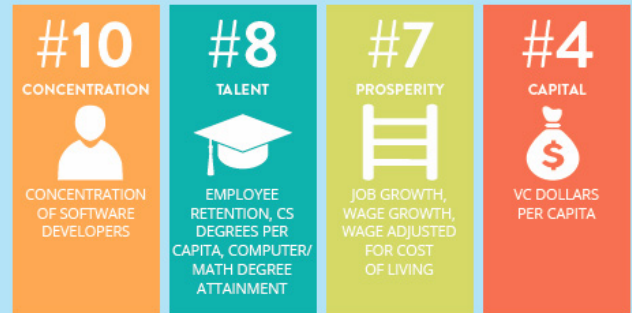 #10
CONCENTRATION
CONCENTRATION
OF SOFTWARE
DEVELOPERS
#8
TALENT
EMPLOYEE
RETENTION, CS
DEGREES PER
CAPITA, COMPUTER/
MATH DEGREE
ATTAINMENT
#7
PROSPERITY
JOB GROWTH,
WAGE GROWTH,
WAGE ADJUSTED
FOR COST
OF LIVING
#4
CAPITAL
$
VC DOLLARS
PER CAPITA